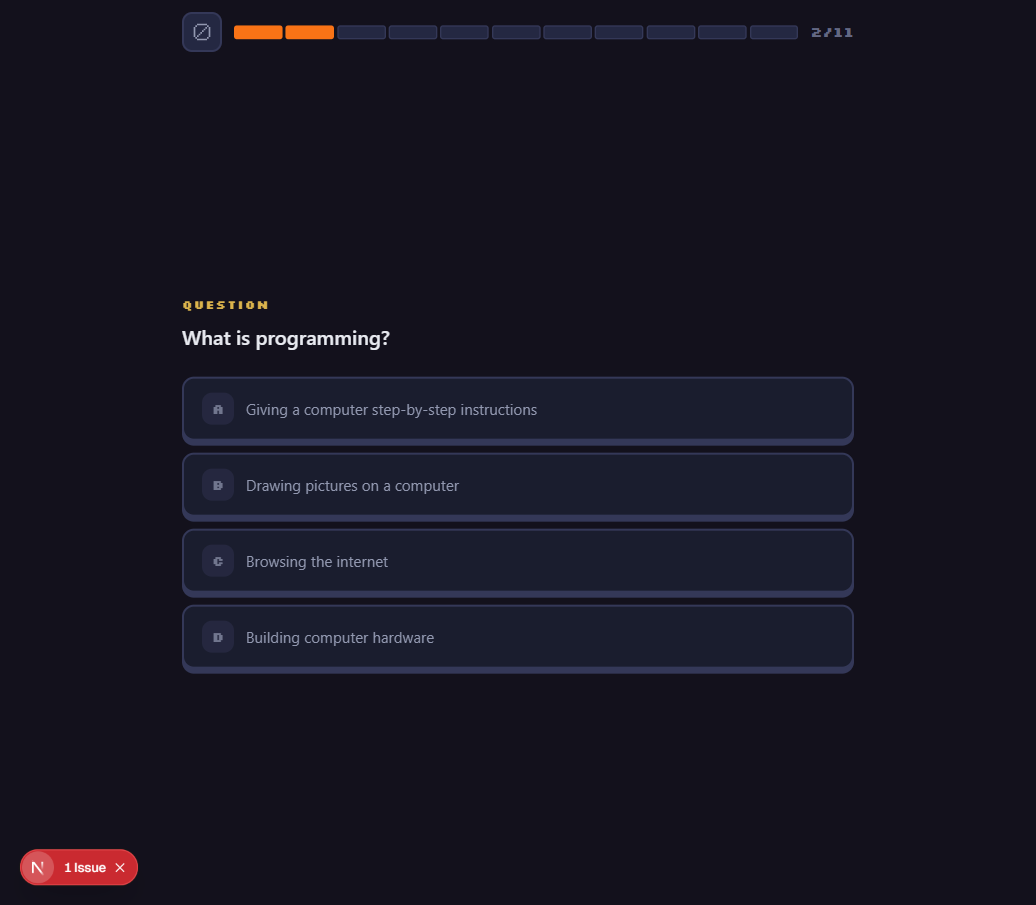 2/11
QUESTION
What is programming?
A Giving a computer step-by-step instructions
B Drawing pictures on a computer
C Browsing the internet
D Building computer hardware
N 1 Issue